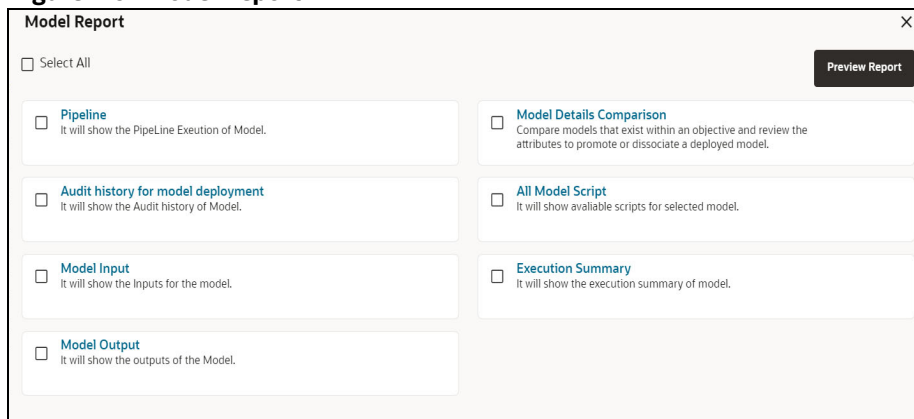 Model Report
X
Select All
Preview Report
Pipeline
It will show the PipeLine Exeution of Model.
Model Details Comparison
Compare models that exist within an objective and review the
attributes to promote or dissociate a deployed model.
Audit history for model deployment
It will show the Audit history of Model.
All Model Script
It will show avaliable scripts for selected model.
Model Input
It will show the Inputs for the model.
Execution Summary
It will show the execution summary of model.
Model Output
It will show the outputs of the Model.